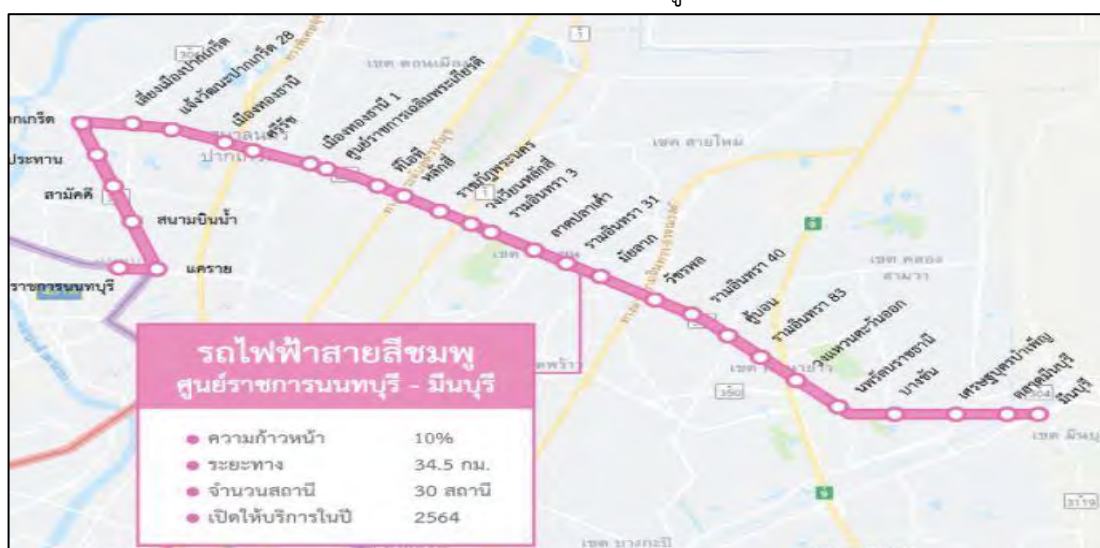 เลี่ยงเมืองปากเกร็ด
แจ้งวัฒนะปากเกร็ด 28
เมืองทองธานี
ศรีรัช
เมืองทองธานี 1
ศูนย์ราชการเฉลิมพระเกียรติ
ทีโอที
หลักสี่
ราชภัฏพระนคร
วงเวียนหลักสี่
รามอินทรา 3
ลาดปลาเค้า
รามอินทรา 31
มัยลาภ
วัชรพล
รามอินทรา 40
คู้บอน
รามอินทรา 83
วงแหวนตะวันออก
นพรัตนราชธานี
บางชัน
เศรษฐบุตรบำเพ็ญ
ตลาดมีนบุรี
มีนบุรี
ากเกร็ด
ประทาน
สามัคคี
สนามบินน้ำ
แคราย
ราชการนนทบุรี
เขต ดอนเมือง
เขต สายไหม
เขต คลอง
สามวา
เขต บางกะปิ
1
1
9
9
350
304
3119
รถไฟฟ้าสายสีชมพู
ศูนย์ราชการนนทบุรี - มีนบุรี
ความก้าวหน้า 10%
ระยะทาง 34.5 กม.
จำนวนสถานี 30 สถานี
เปิดให้บริการในปี 2564